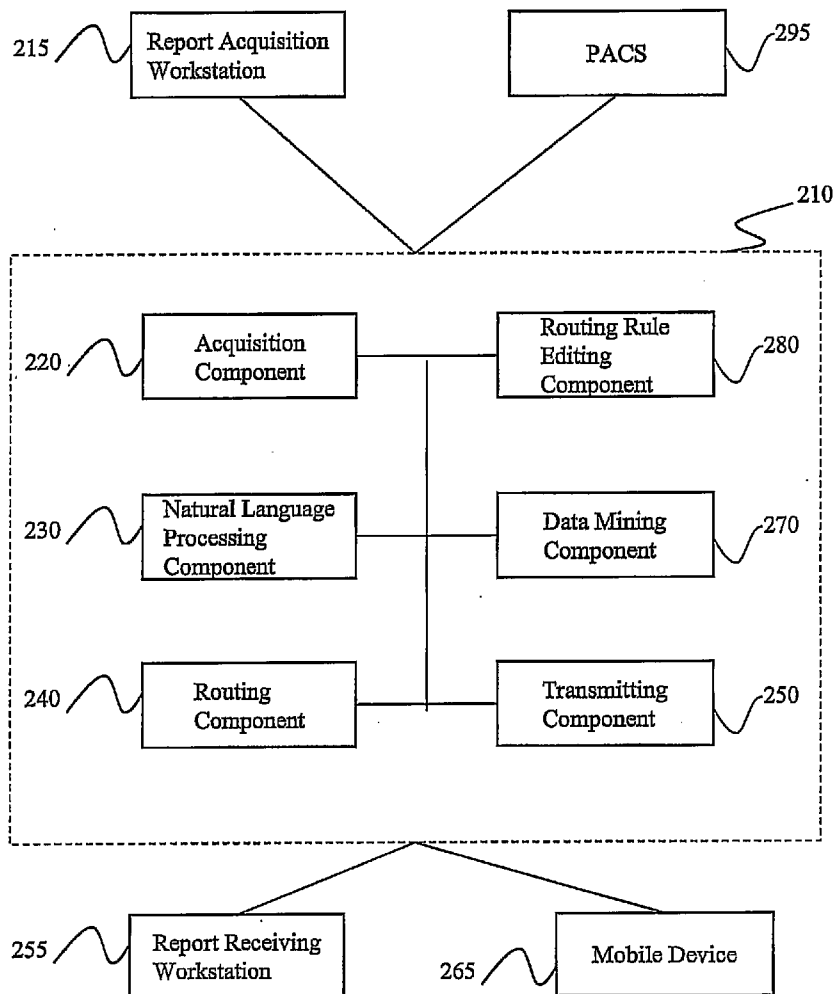 215
Report Acquisition
Workstation
PACS
295
210
220
Acquisition
Component
Routing Rule
Editing
Component
280
230
Natural Language
Processing
Component
Data Mining
Component
270
240
Routing
Component
Transmitting
Component
250
255
Report Receiving
Workstation
265
Mobile Device